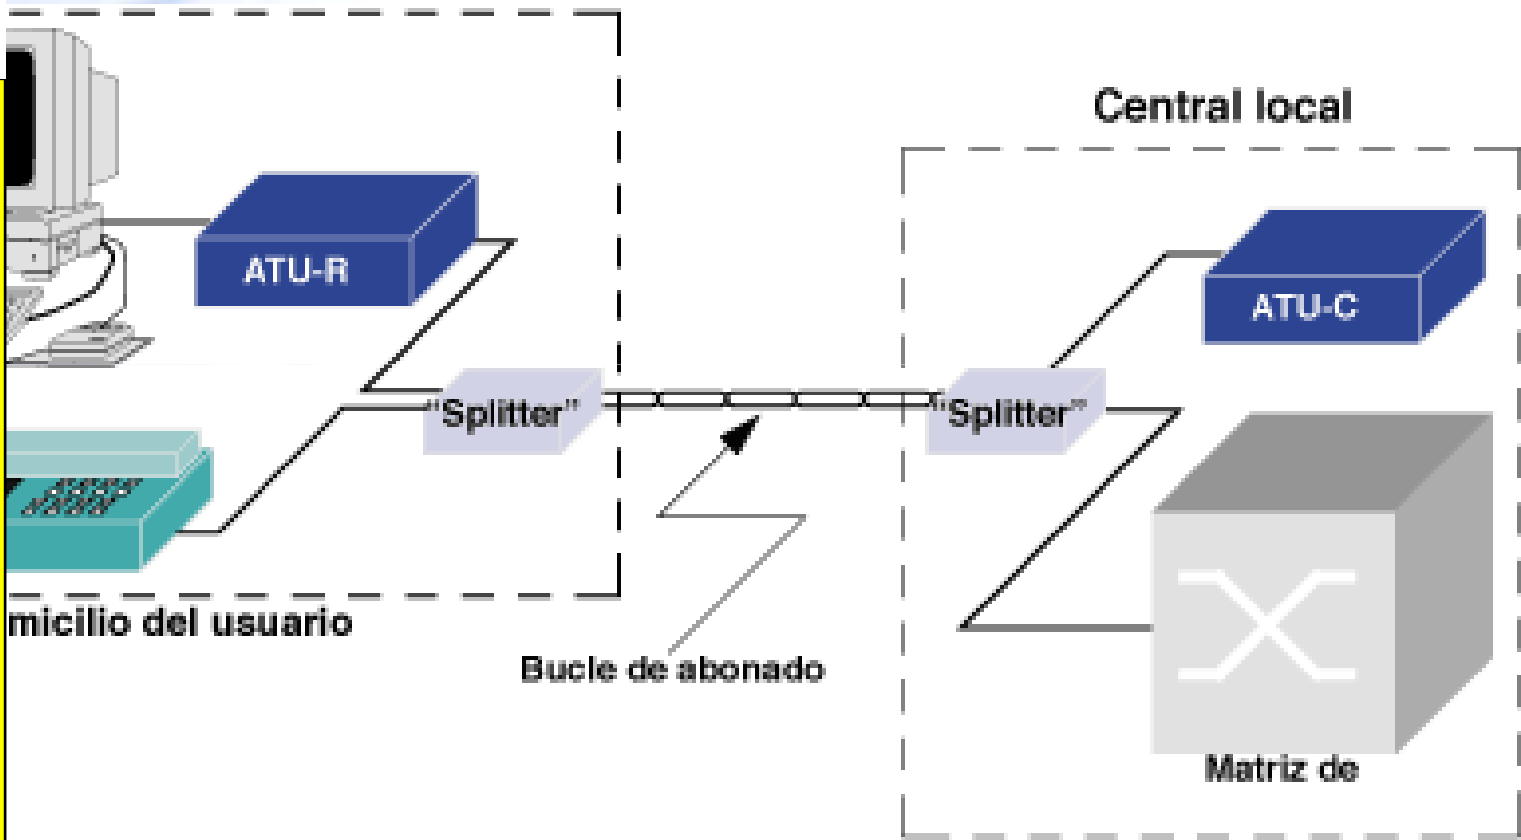 Central local
ATU-R
ATU-C
“Splitter”
“Splitter”
micilio del usuario
Bucle de abonado
Matriz de